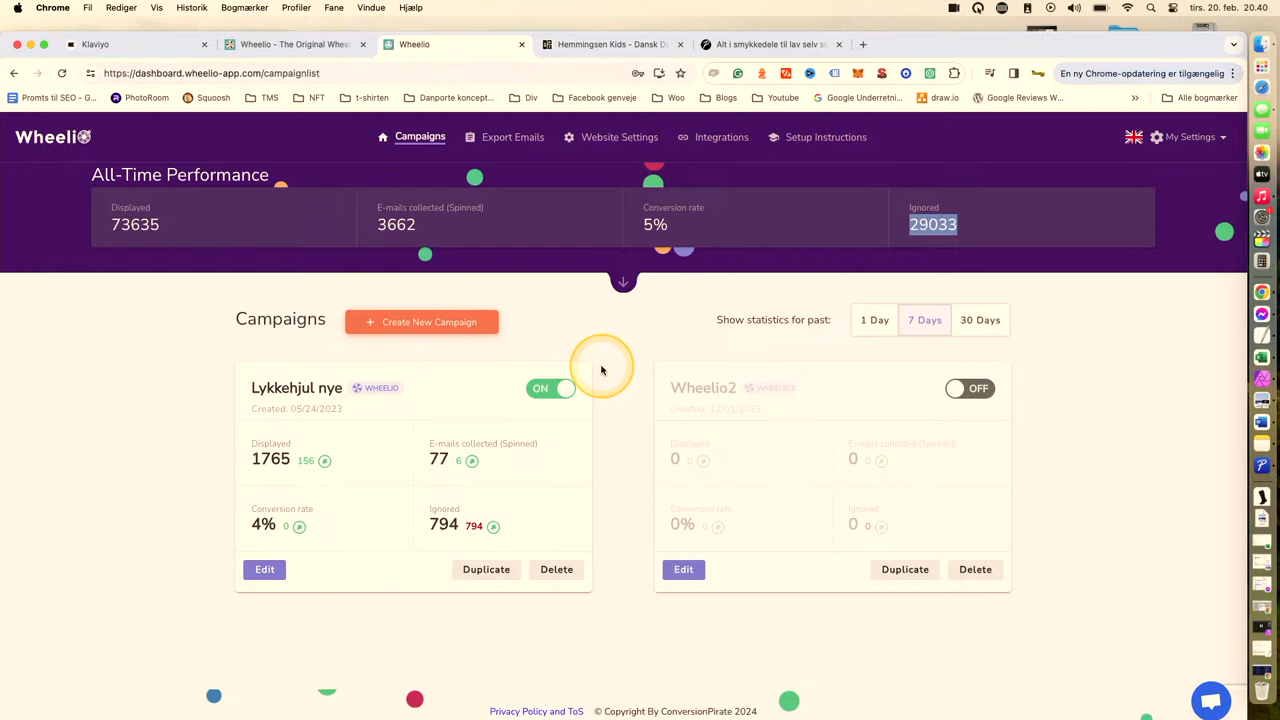 Chrome Fil Rediger Vis Historik Bogmærker Profiler Fane Vindue Hjælp tirs. 20. feb. 20.40
Klaviyo Wheelio - The Original Wheel Wheelio Hemmingsen Kids - Dansk De Alt i smykkedele til lav selv s
https://dashboard.wheelio-app.com/campaignlist En ny Chrome-opdatering er tilgængelig
Promts til SEO - G... PhotoRoom Squoosh TMS NFT t-shirten Danporte koncept... Div Facebook genveje Woo Blogs Youtube Google Underretni... draw.io Google Reviews W... Alle bogmærker
Wheelio Campaigns Export Emails Website Settings Integrations Setup Instructions My Settings
All-Time Performance
Displayed E-mails collected (Spinned) Conversion rate Ignored
73635 3662 5% 29033
Campaigns + Create New Campaign Show statistics for past: 1 Day 7 Days 30 Days
Lykkehjul nye WHEELIO ON
Created: 05/24/2023
Displayed E-mails collected (Spinned)
1765 156 77 6
Conversion rate Ignored
4% 0 794 794
Edit Duplicate Delete
Wheelio2 WHEELIO OFF
Created: 12/01/2023
Displayed E-mails collected (Spinned)
0 0 0 0
Conversion rate Ignored
0% 0 0 0
Edit Duplicate Delete
Privacy Policy and ToS © Copyright By ConversionPirate 2024